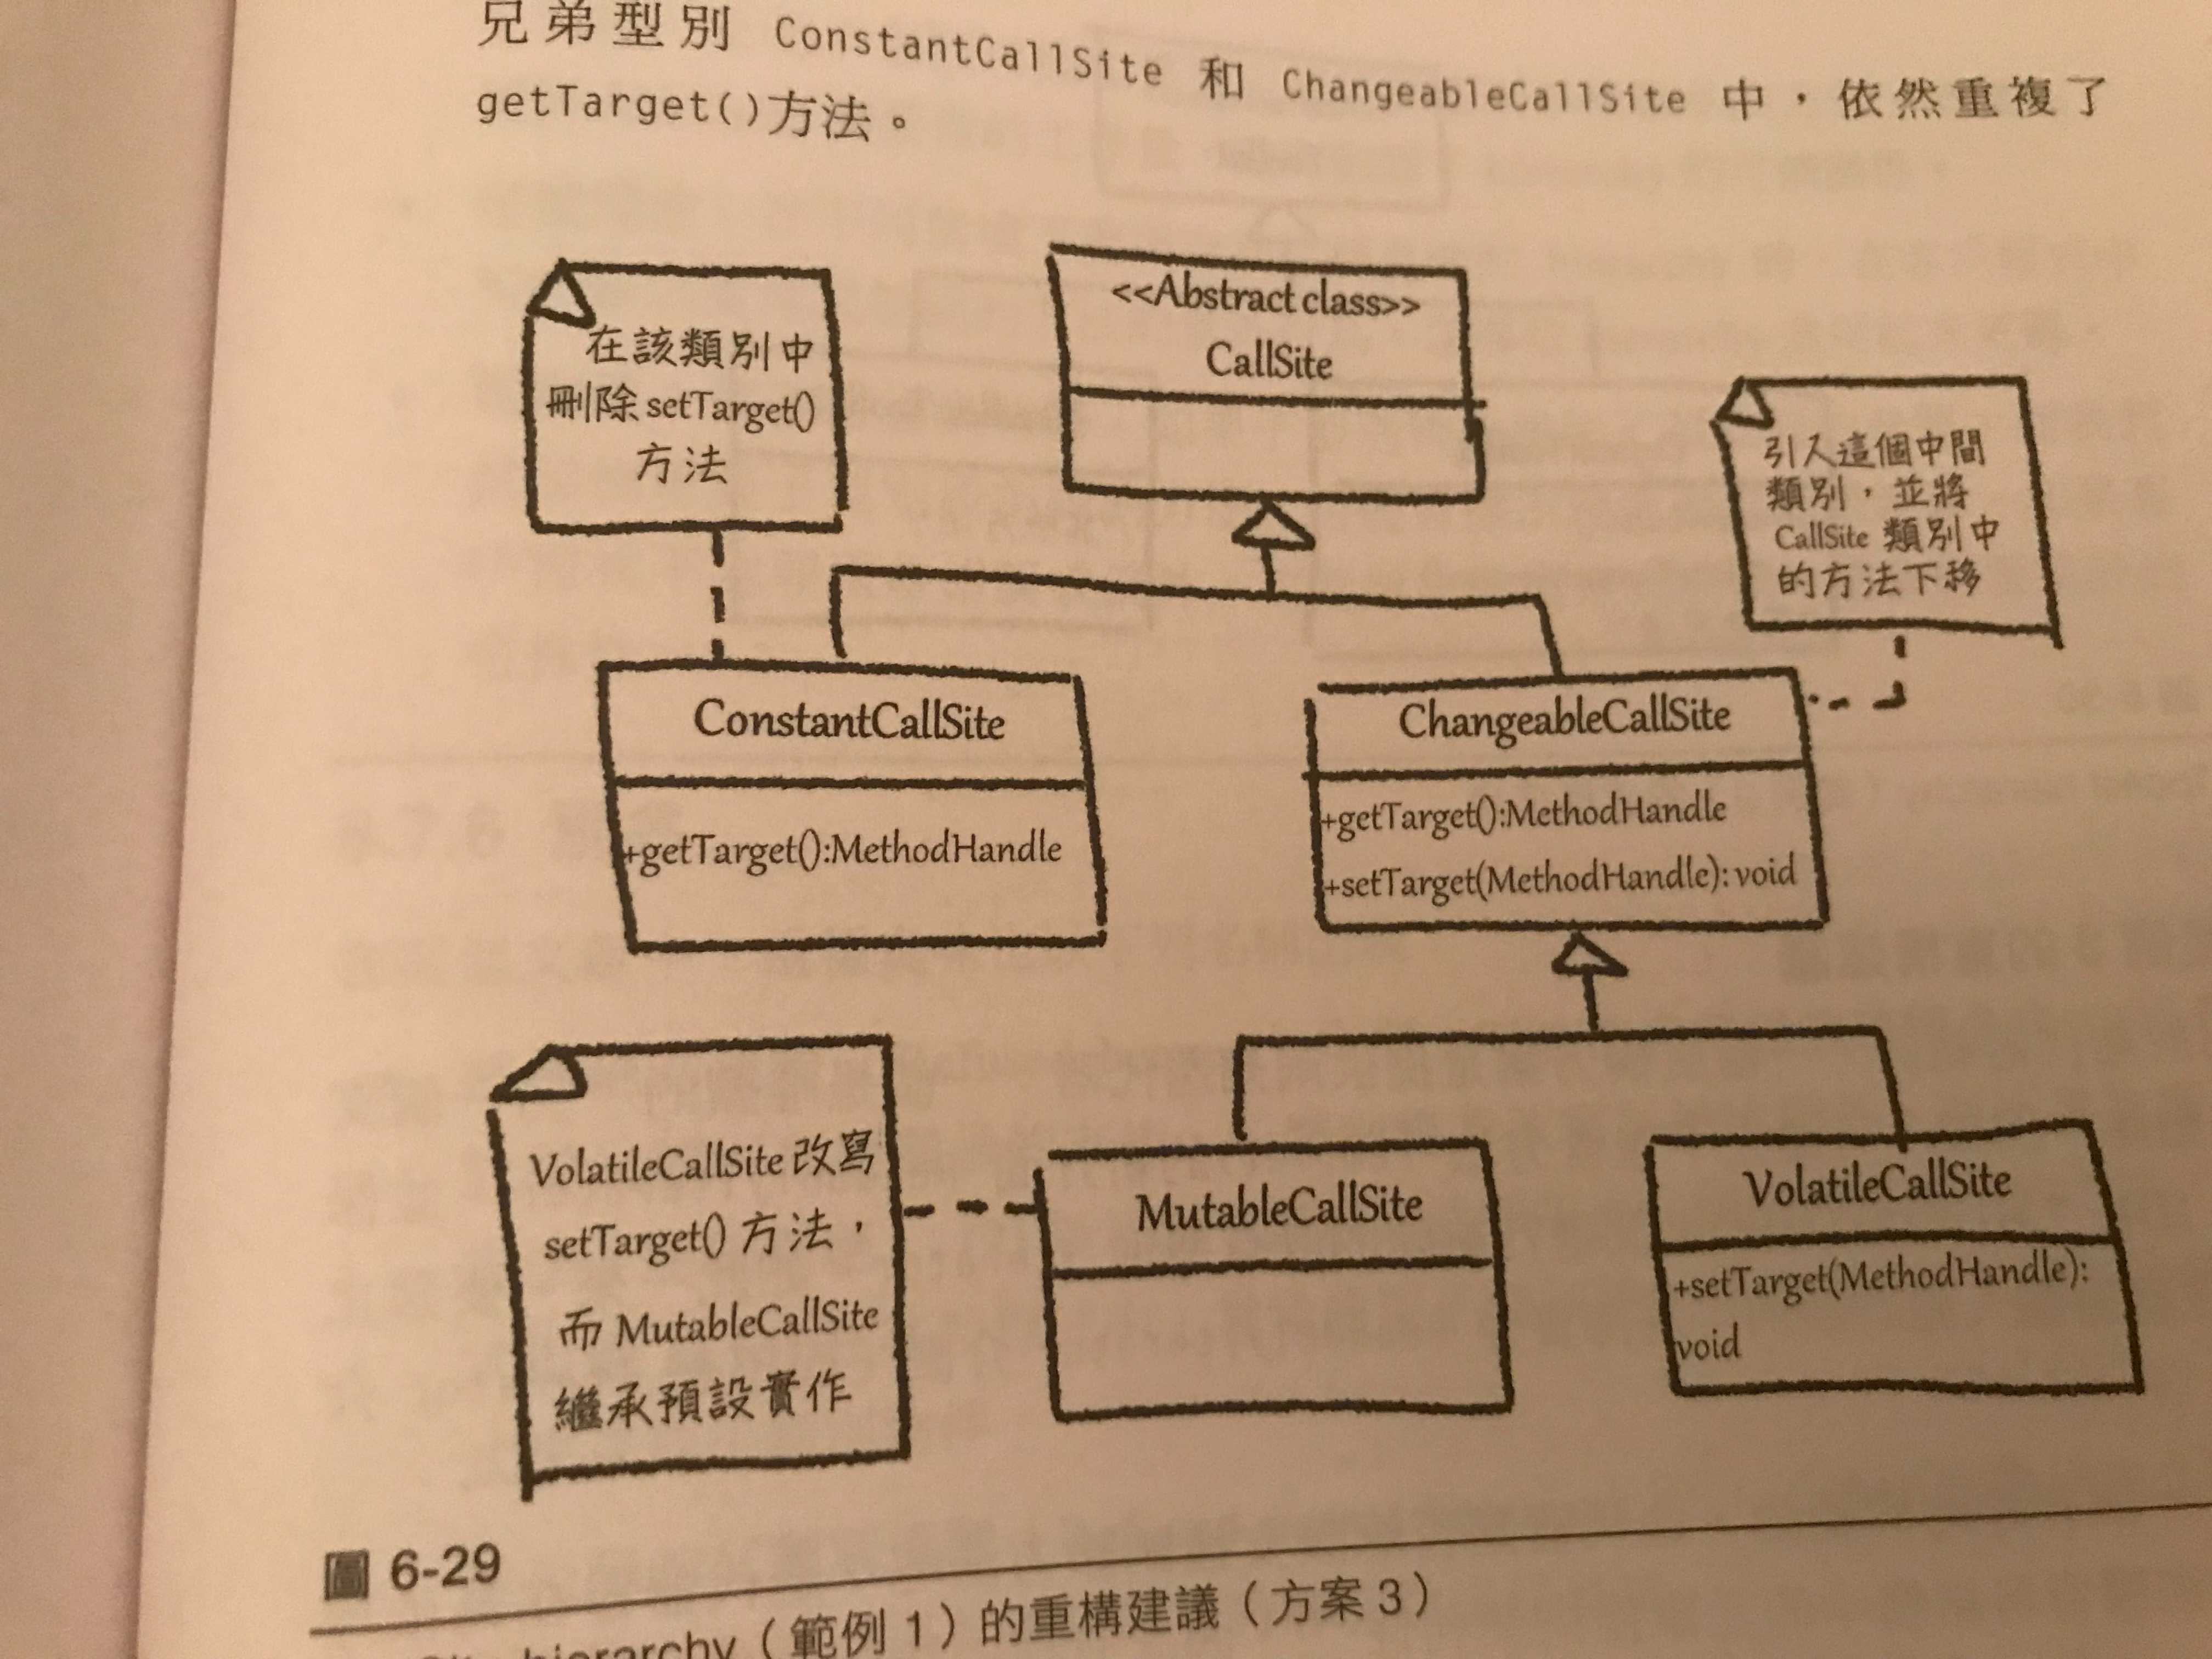 兄弟型別 ConstantCallSite 和 ChangeableCallSite 中，依然重複了
getTarget()方法。
在該類別中
刪除 setTarget()
方法
<<Abstract class>>
CallSite
引入這個中間
類別，並將
CallSite 類別中
的方法下移
ConstantCallSite
+getTarget():MethodHandle
ChangeableCallSite
+getTarget():MethodHandle
+setTarget(MethodHandle): void
VolatileCallSite 改寫
setTarget() 方法，
而 MutableCallSite
繼承預設實作
MutableCallSite
VolatileCallSite
+setTarget(MethodHandle):
void
圖 6-29
hierarchy（範例 1）的重構建議（方案 3）